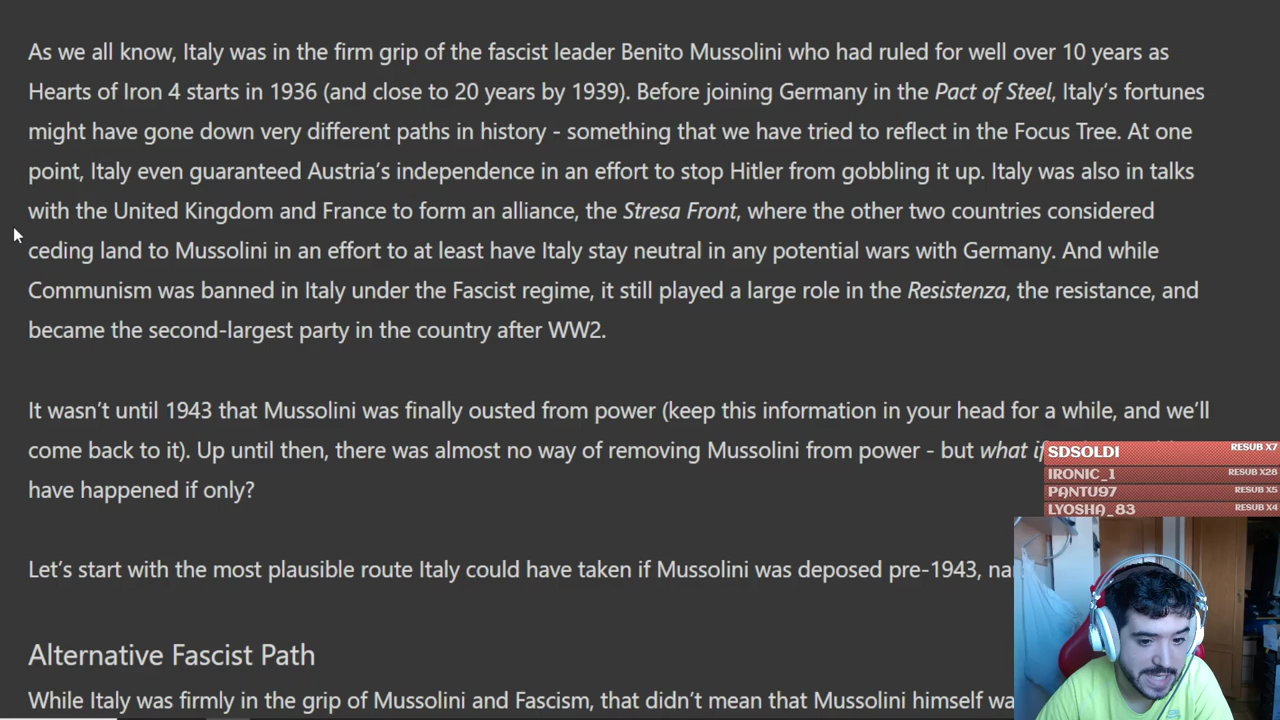 As we all know, Italy was in the firm grip of the fascist leader Benito Mussolini who had ruled for well over 10 years as
Hearts of Iron 4 starts in 1936 (and close to 20 years by 1939). Before joining Germany in the Pact of Steel, Italy’s fortunes
might have gone down very different paths in history - something that we have tried to reflect in the Focus Tree. At one
point, Italy even guaranteed Austria’s independence in an effort to stop Hitler from gobbling it up. Italy was also in talks
with the United Kingdom and France to form an alliance, the Stresa Front, where the other two countries considered
ceding land to Mussolini in an effort to at least have Italy stay neutral in any potential wars with Germany. And while
Communism was banned in Italy under the Fascist regime, it still played a large role in the Resistenza, the resistance, and
became the second-largest party in the country after WW2.
It wasn’t until 1943 that Mussolini was finally ousted from power (keep this information in your head for a while, and we’ll
come back to it). Up until then, there was almost no way of removing Mussolini from power - but what if
have happened if only?
SDSOLDI RESUB X7
IRONIC_1 RESUB X28
PANTU97 RESUB X5
LYOSHA_83 RESUB X4
Let’s start with the most plausible route Italy could have taken if Mussolini was deposed pre-1943,
Alternative Fascist Path
While Italy was firmly in the grip of Mussolini and Fascism, that didn’t mean that Mussolini himself